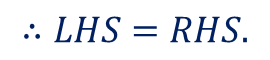 ∴ LHS = RHS.